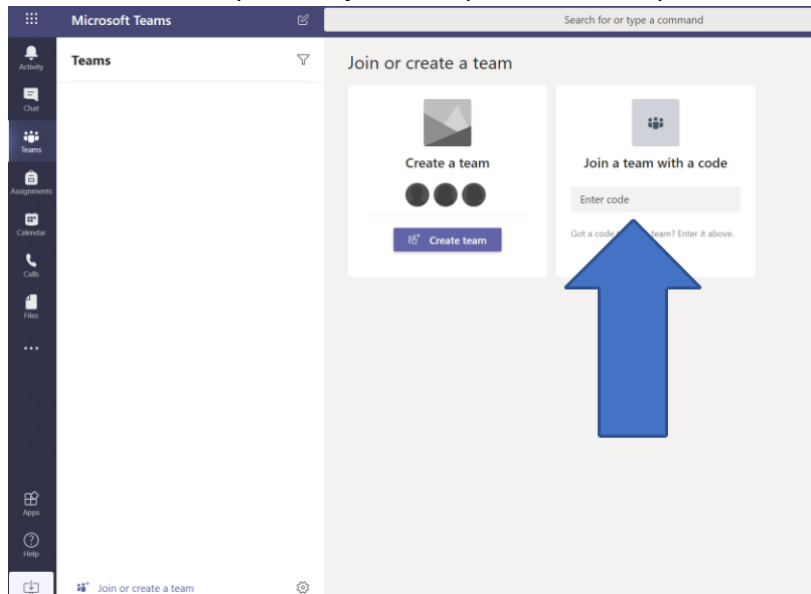 Microsoft Teams
Search for or type a command
Activity
Teams
Join or create a team
Chat
Teams
Create a team
Join a team with a code
Assignments
Enter code
Calendar
Create team
Got a code team? Enter it above.
Calls
Files
Apps
Help
Join or create a team